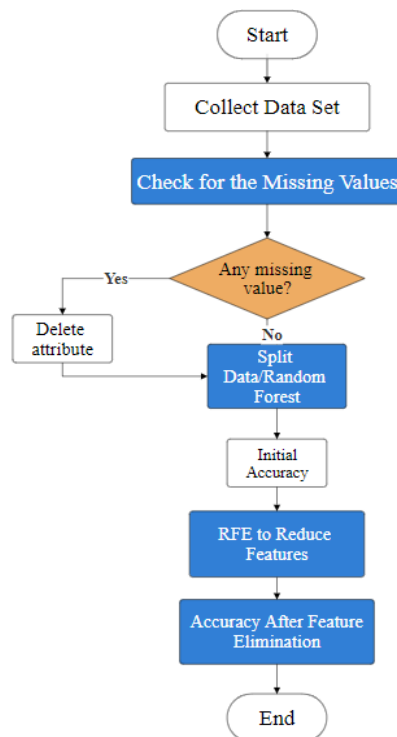 Start
Collect Data Set
Check for the Missing Values
Any missing
value?
Yes
Delete
attribute
No
Split
Data/Random
Forest
Initial
Accuracy
RFE to Reduce
Features
Accuracy After Feature
Elimination
End